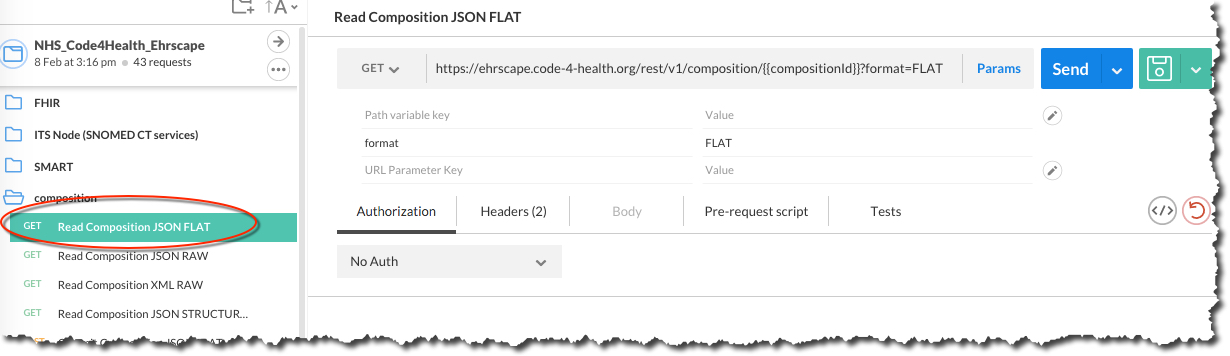 A
NHS_Code4Health_Ehrscape
8 Feb at 3:16 pm 43 requests
FHIR
ITS Node (SNOMED CT services)
SMART
composition
GET Read Composition JSON FLAT
GET Read Composition JSON RAW
GET Read Composition XML RAW
GET Read Composition JSON STRUCTUR...
Read Composition JSON FLAT
GET https://ehrscape.code-4-health.org/rest/v1/composition/{{compositionId}}?format=FLAT Params Send
Path variable key Value
format FLAT
URL Parameter Key Value
Authorization Headers (2) Body Pre-request script Tests
No Auth